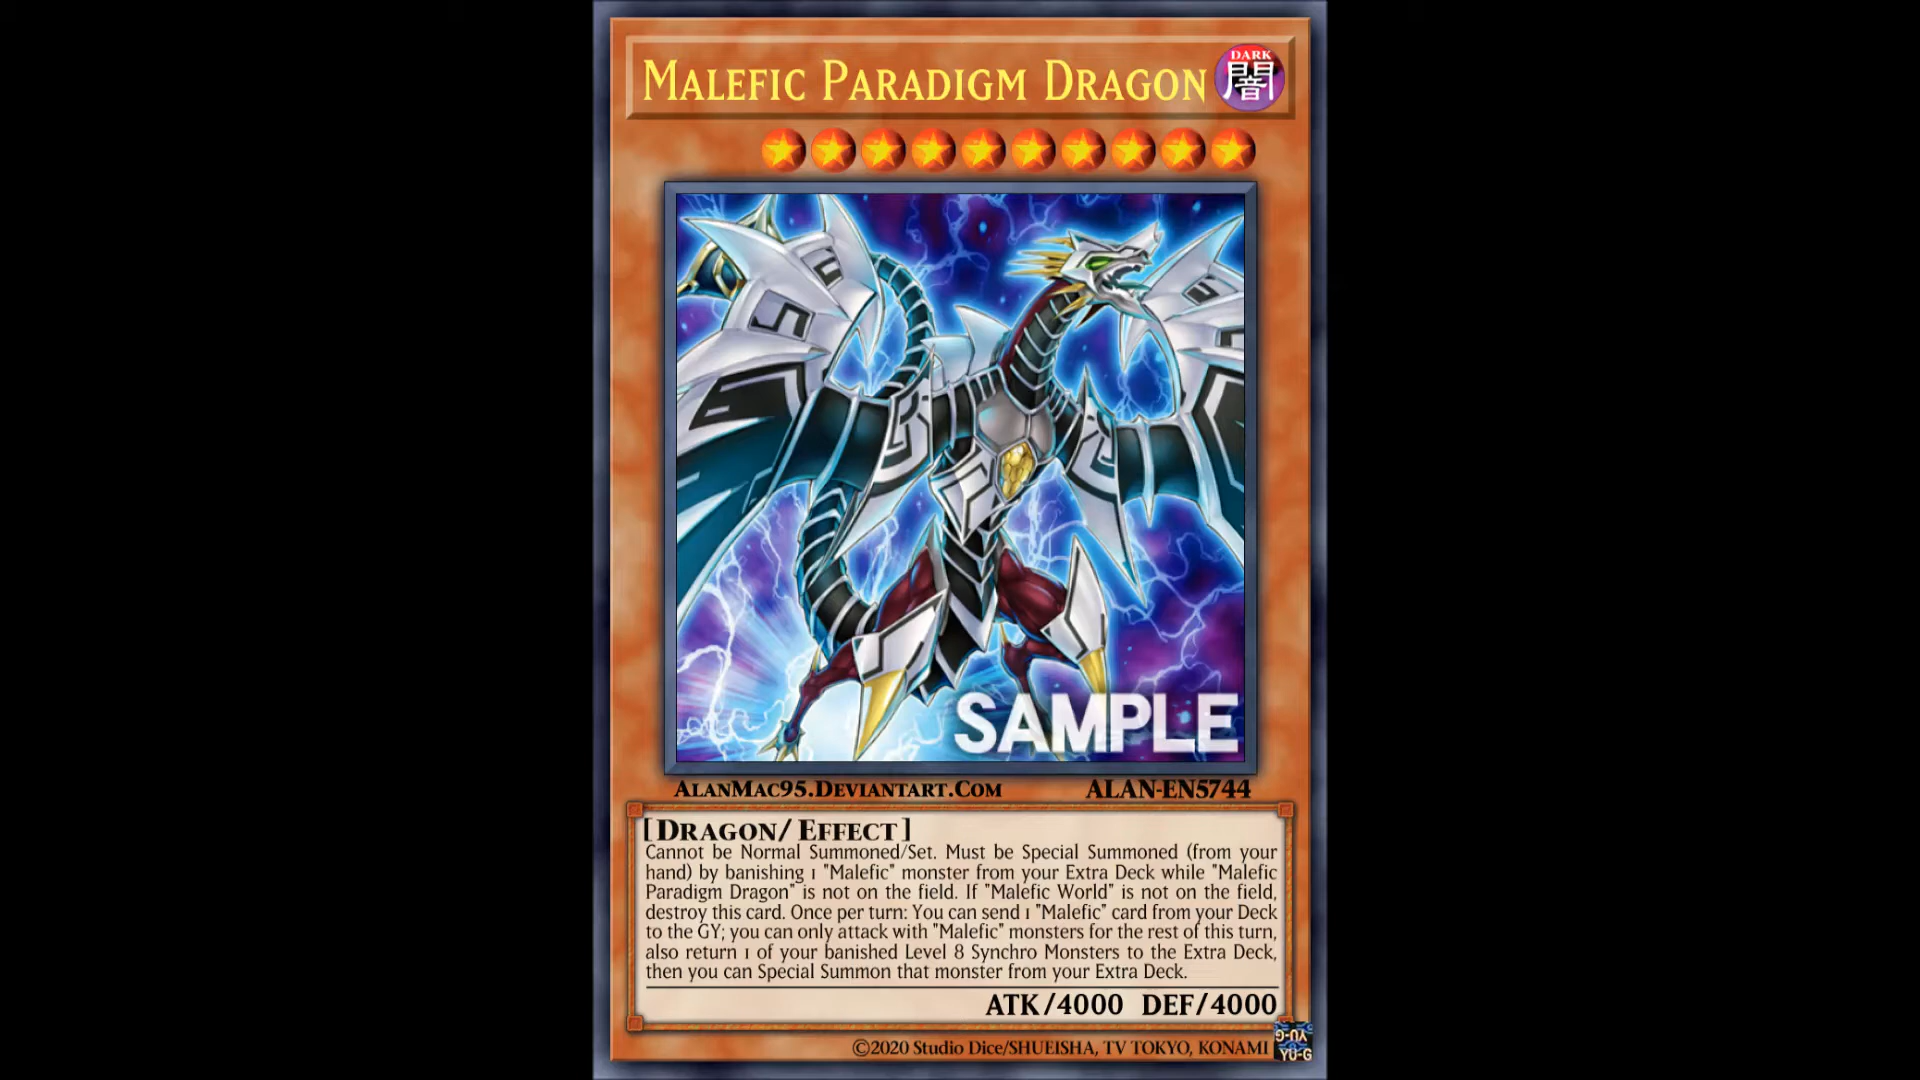 MALEFIC PARADIGM DRAGON
DARK
闇
SAMPLE
ALANMAC95.DEVIANTART.COM ALAN-EN5744
[DRAGON/ EFFECT]
Cannot be Normal Summoned/Set. Must be Special Summoned (from your
hand) by banishing 1 "Malefic" monster from your Extra Deck while "Malefic
Paradigm Dragon" is not on the field. If "Malefic World" is not on the field,
destroy this card. Once per turn: You can send 1 "Malefic" card from your Deck
to the GY; you can only attack with "Malefic" monsters for the rest of this turn,
also return 1 of your banished Level 8 Synchro Monsters to the Extra Deck,
then you can Special Summon that monster from your Extra Deck.
ATK/4000 DEF/4000
©2020 Studio Dice/SHUEISHA, TV TOKYO, KONAMI
YU-G
YU-G